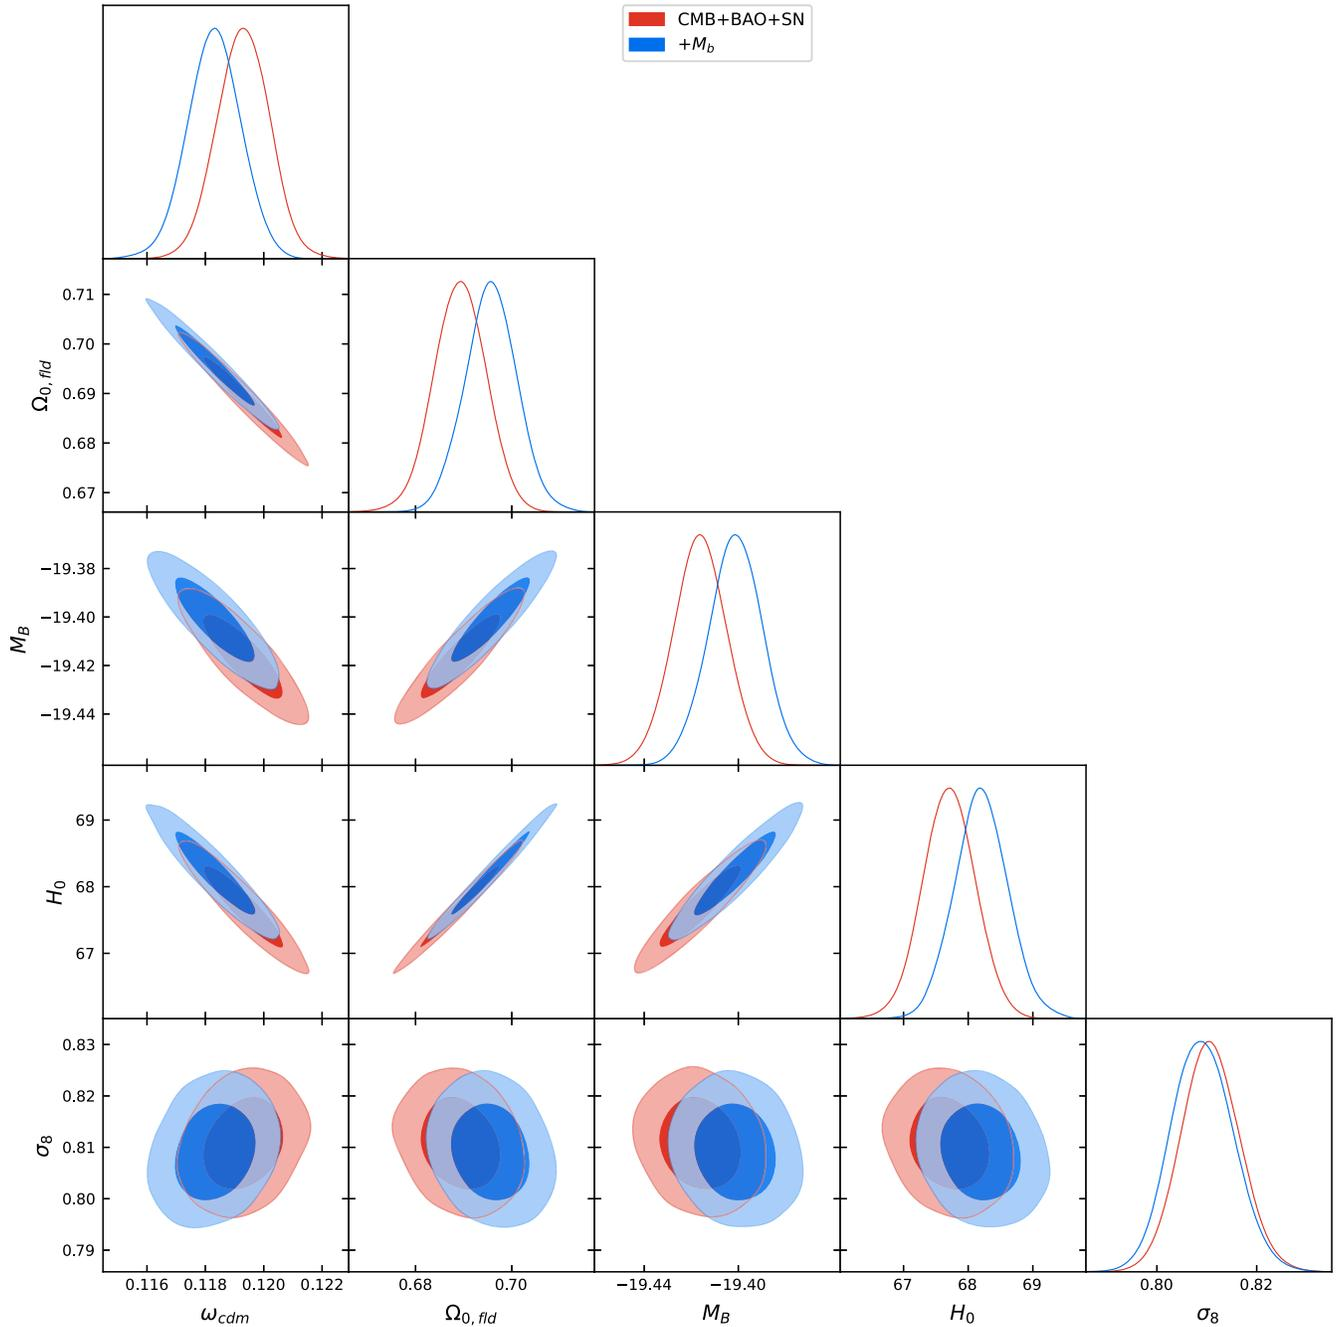 CMB+BAO+SN
+M_b
0.71
0.70
0.69
0.68
0.67
Ω_{0, fld}
−19.38
−19.40
−19.42
−19.44
M_B
69
68
67
H_0
0.83
0.82
0.81
0.80
0.79
σ_8
0.116 0.118 0.120 0.122
0.68 0.70
−19.44 −19.40
67 68 69
0.80 0.82
ω_{cdm} Ω_{0, fld} M_B H_0 σ_8